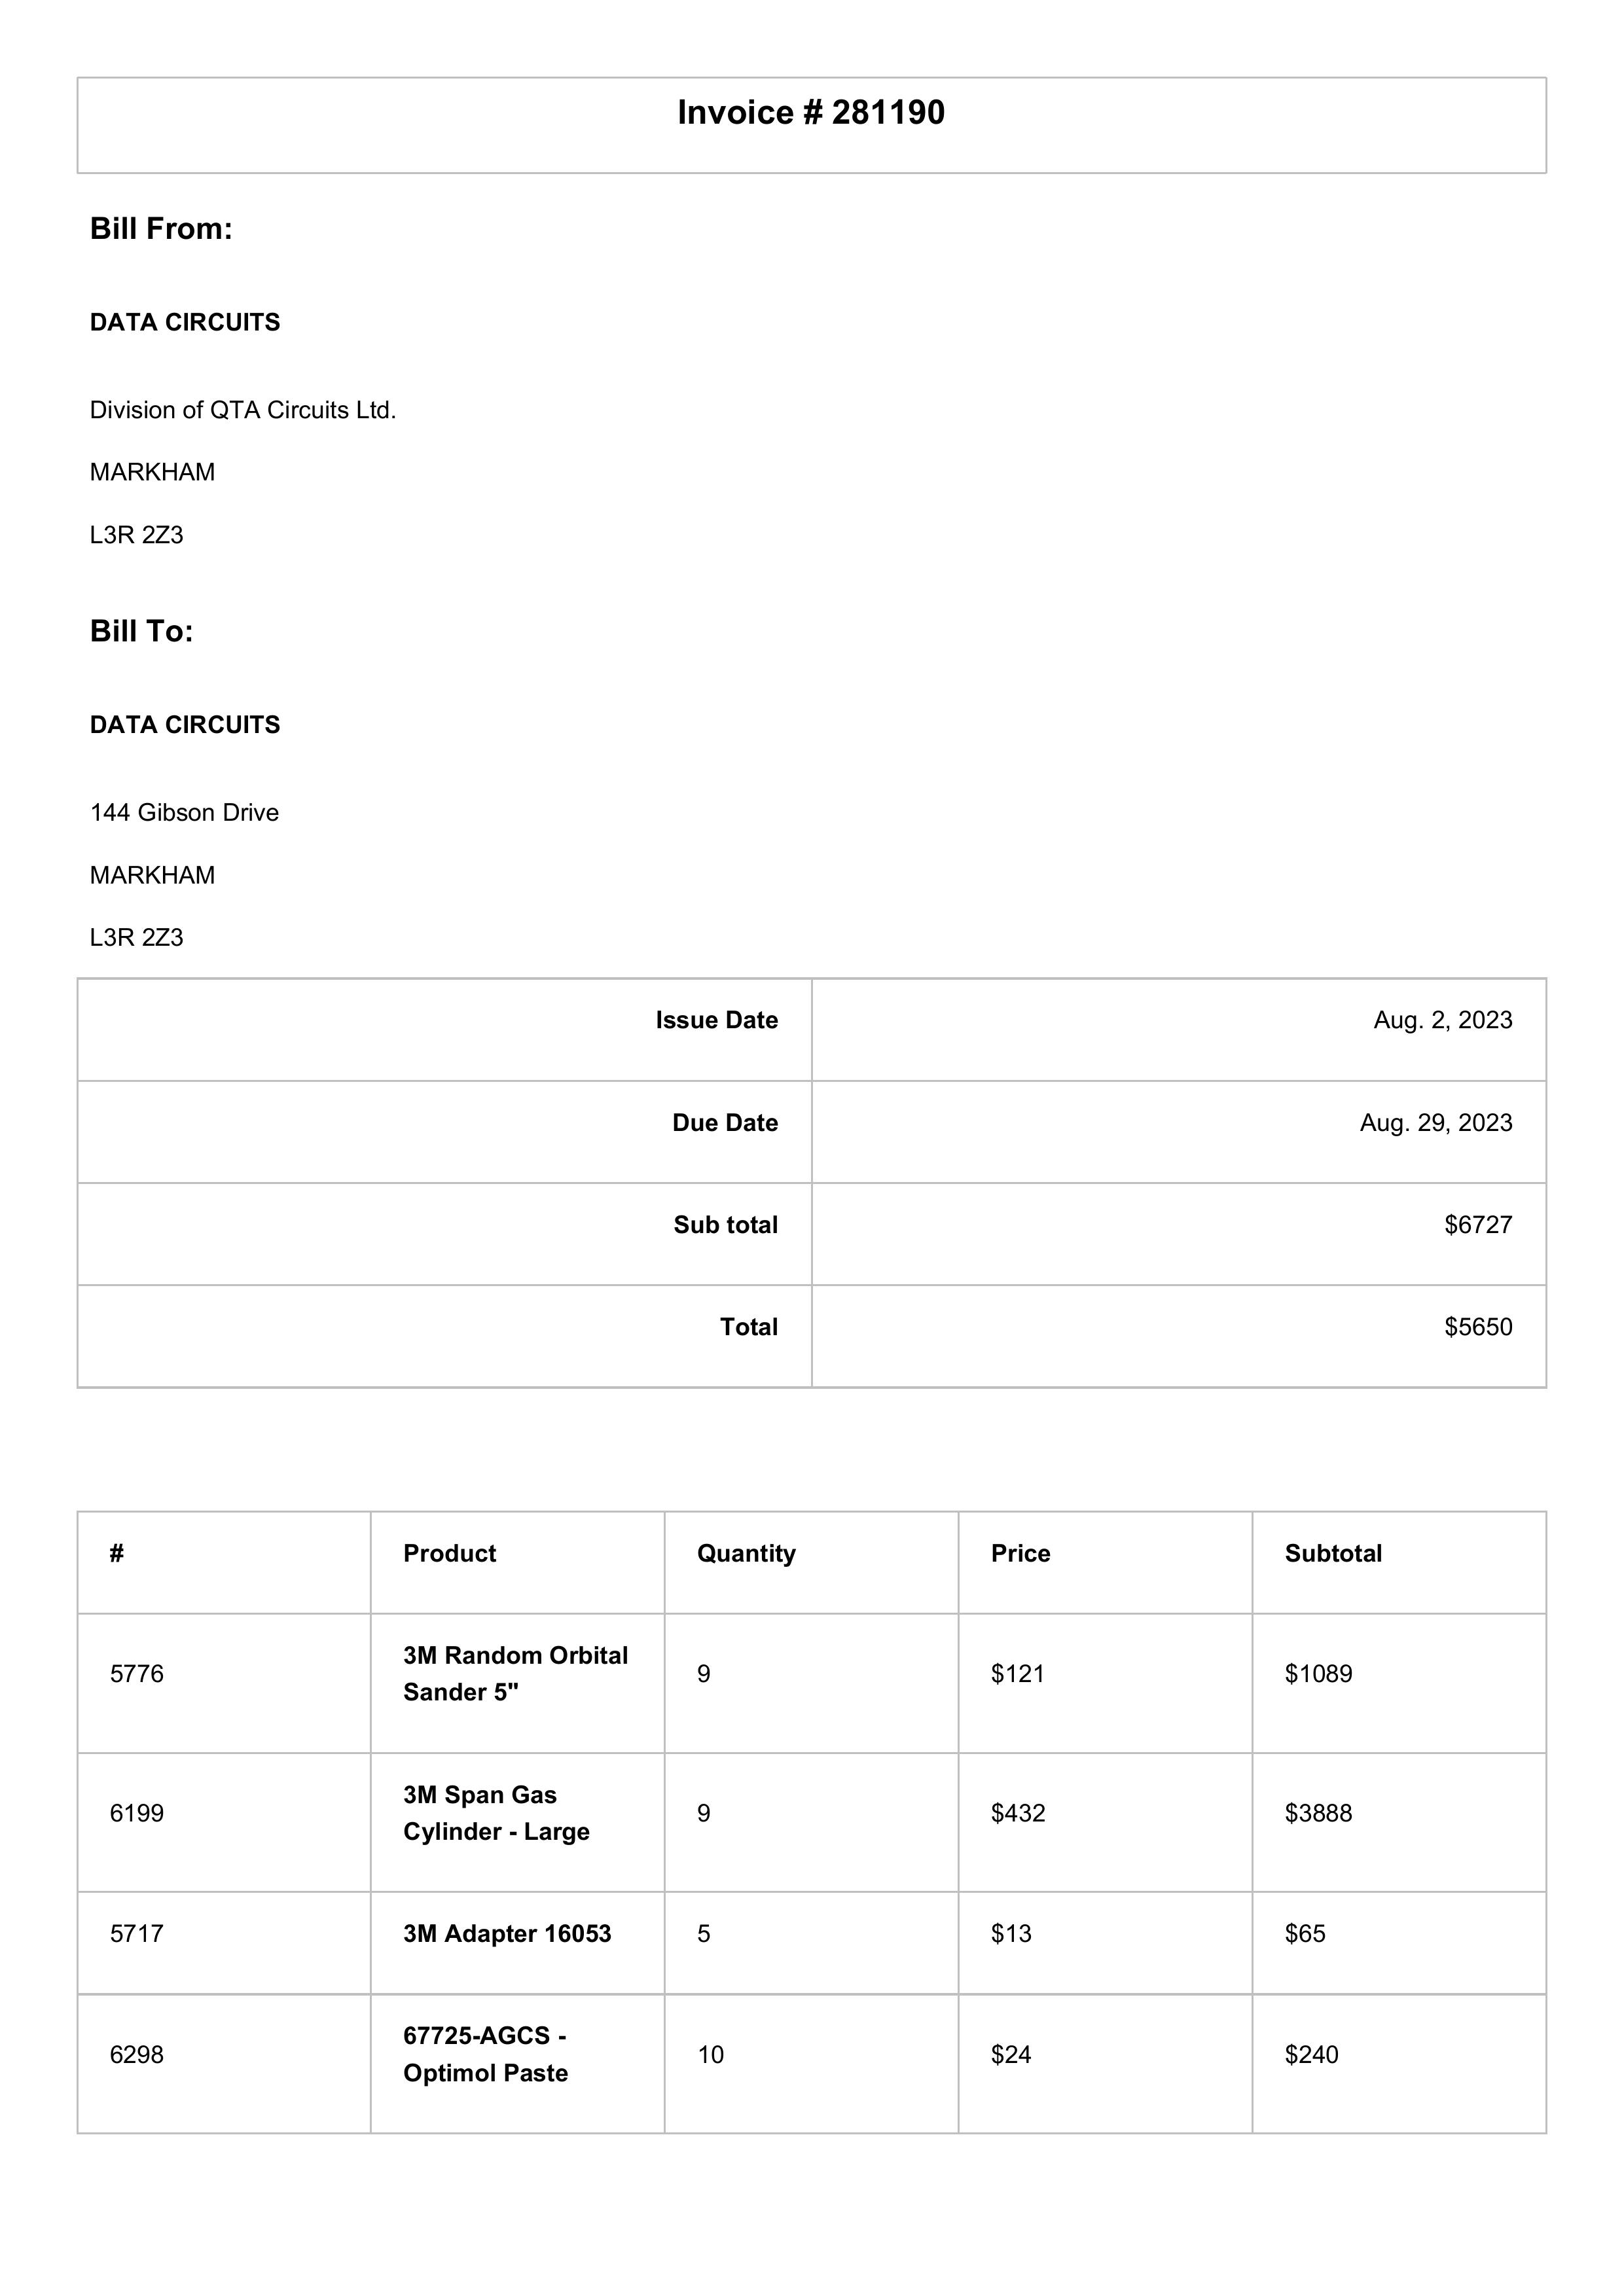 Invoice # 281190
Bill From:
DATA CIRCUITS
Division of QTA Circuits Ltd.
MARKHAM
L3R 2Z3
Bill To:
DATA CIRCUITS
144 Gibson Drive
MARKHAM
L3R 2Z3
Issue Date Aug. 2, 2023
Due Date Aug. 29, 2023
Sub total $6727
Total $5650
# Product Quantity Price Subtotal
5776 3M Random Orbital Sander 5" 9 $121 $1089
6199 3M Span Gas Cylinder - Large 9 $432 $3888
5717 3M Adapter 16053 5 $13 $65
6298 67725-AGCS - Optimol Paste 10 $24 $240